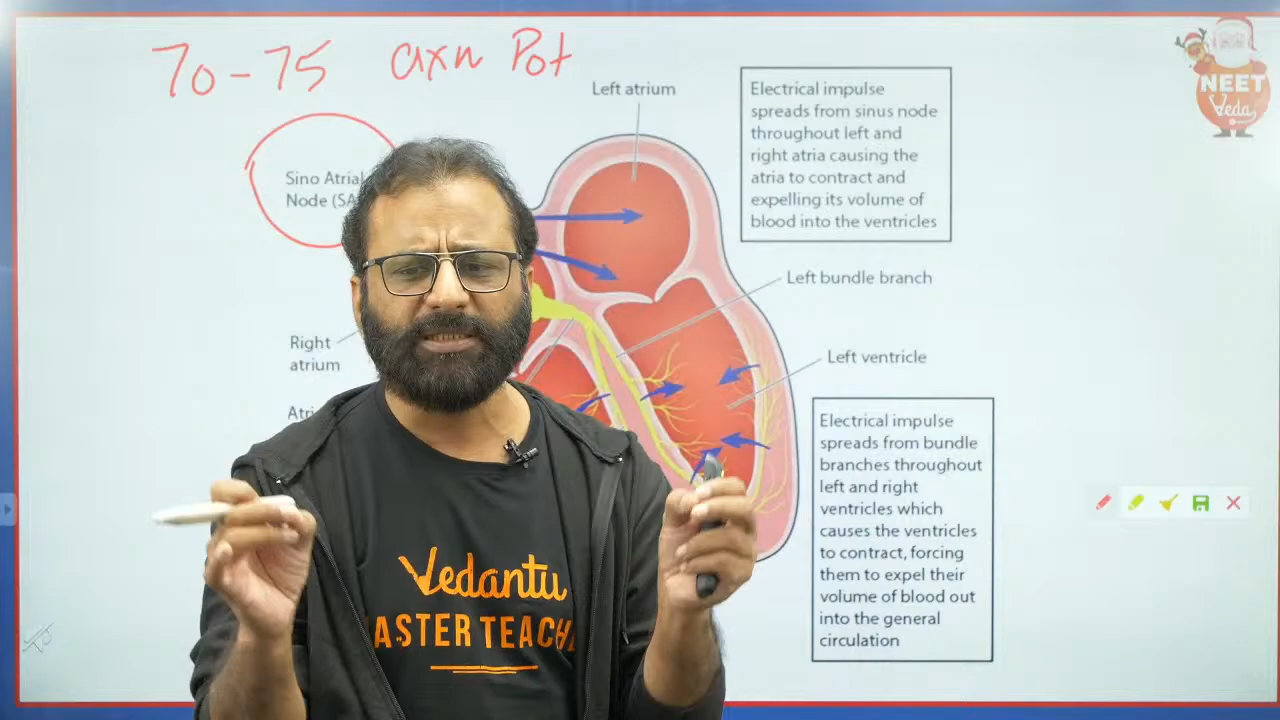 70-75 axn Pot
Left atrium
Electrical impulse
spreads from sinus node
throughout left and
right atria causing the
atria to contract and
expelling its volume of
blood into the ventricles
NEET
Veda
Sino Atrial
Node (SA
Left bundle branch
Right
atrium
Left ventricle
Atri
Electrical impulse
spreads from bundle
branches throughout
left and right
ventricles which
causes the ventricles
to contract, forcing
them to expel their
volume of blood out
into the general
circulation
Vedantu
MASTER TEACHE